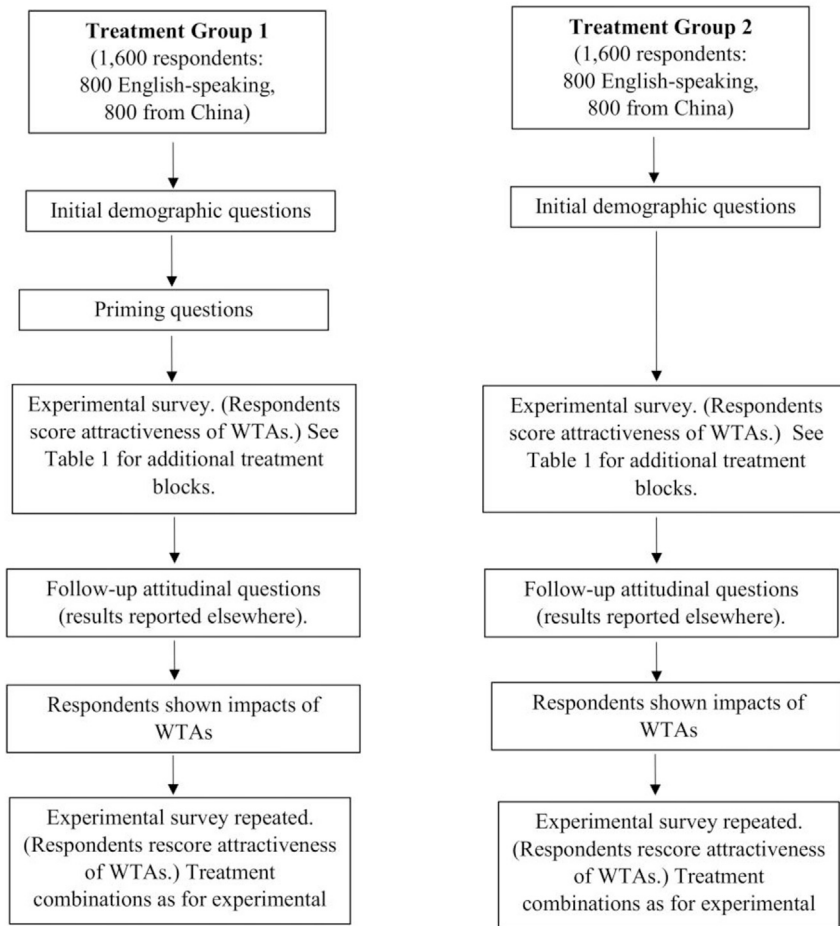 Treatment Group 1
(1,600 respondents:
800 English-speaking,
800 from China)
Initial demographic questions
Priming questions
Experimental survey. (Respondents
score attractiveness of WTAs.) See
Table 1 for additional treatment
blocks.
Follow-up attitudinal questions
(results reported elsewhere).
Respondents shown impacts of
WTAs
Experimental survey repeated.
(Respondents rescore attractiveness
of WTAs.) Treatment
combinations as for experimental
Treatment Group 2
(1,600 respondents:
800 English-speaking,
800 from China)
Initial demographic questions
Experimental survey. (Respondents
score attractiveness of WTAs.) See
Table 1 for additional treatment
blocks.
Follow-up attitudinal questions
(results reported elsewhere).
Respondents shown impacts of
WTAs
Experimental survey repeated.
(Respondents rescore attractiveness
of WTAs.) Treatment
combinations as for experimental